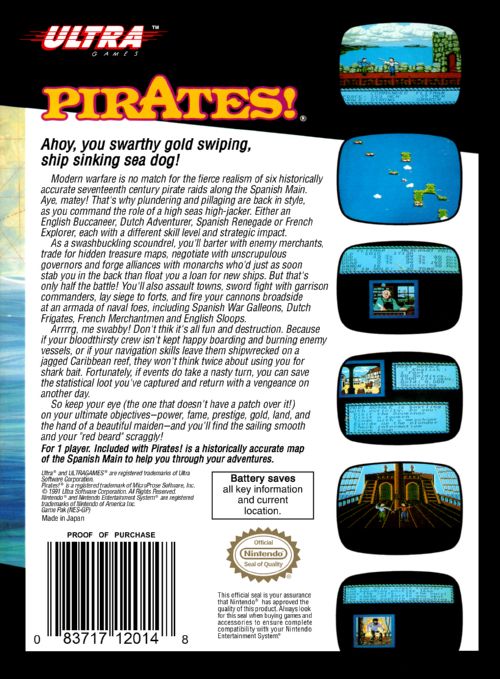 ULTRA™
GAMES
PIRATES!®
Ahoy, you swarthy gold swiping,
ship sinking sea dog!
Modern warfare is no match for the fierce realism of six historically
accurate seventeenth century pirate raids along the Spanish Main.
Aye, matey! That's why plundering and pillaging are back in style,
as you command the role of a high seas high-jacker. Either an
English Buccaneer, Dutch Adventurer, Spanish Renegade or French
Explorer, each with a different skill level and strategic impact.
As a swashbuckling scoundrel, you'll barter with enemy merchants,
trade for hidden treasure maps, negotiate with unscrupulous
governors and forge alliances with monarchs who'd just as soon
stab you in the back than float you a loan for new ships. But that's
only half the battle! You'll also assault towns, sword fight with garrison
commanders, lay siege to forts, and fire your cannons broadside
at an armada of naval foes, including Spanish War Galleons, Dutch
Frigates, French Merchantmen and English Sloops.
Arrrrg, me swabby! Don't think it's all fun and destruction. Because
if your bloodthirsty crew isn't kept happy boarding and burning enemy
vessels, or if your navigation skills leave them shipwrecked on a
jagged Caribbean reef, they won't think twice about using you for
shark bait. Fortunately, if events do take a nasty turn, you can save
the statistical loot you've captured and return with a vengeance on
another day.
So keep your eye (the one that doesn't have a patch over it!)
on your ultimate objectives—power, fame, prestige, gold, land, and
the hand of a beautiful maiden—and you'll find the sailing smooth
and your "red beard" scraggly!
For 1 player. Included with Pirates! is a historically accurate map
of the Spanish Main to help you through your adventures.
Ultra® and ULTRAGAMES® are registered trademarks of Ultra
Software Corporation.
Pirates!® is a registered trademark of MicroProse Software, Inc.
© 1991 Ultra Software Corporation. All Rights Reserved.
Nintendo® and Nintendo Entertainment System® are registered
trademarks of Nintendo of America Inc.
Game Pak (NES-GP)
Made in Japan
Battery saves
all key information
and current
location.
PROOF OF PURCHASE
0 83717 12014 8
Official
Nintendo®
Seal of Quality
This official seal is your assurance
that Nintendo® has approved the
quality of this product. Always look
for this seal when buying games and
accessories to ensure complete
compatibility with your Nintendo
Entertainment System®